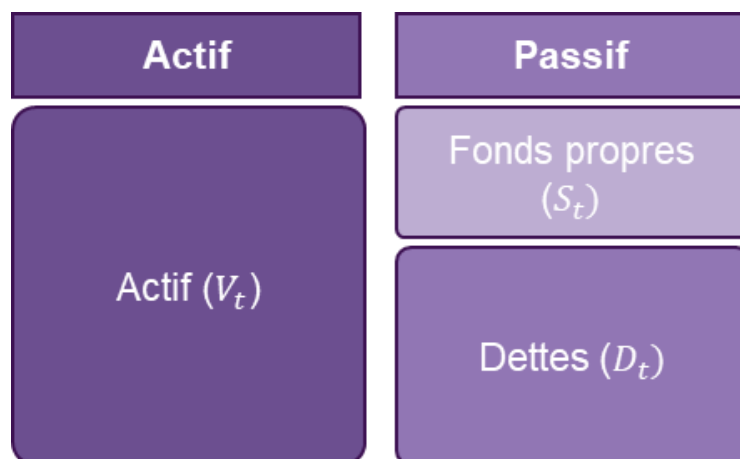 Actif
Passif
Fonds propres
(S_t)
Actif (V_t)
Dettes (D_t)